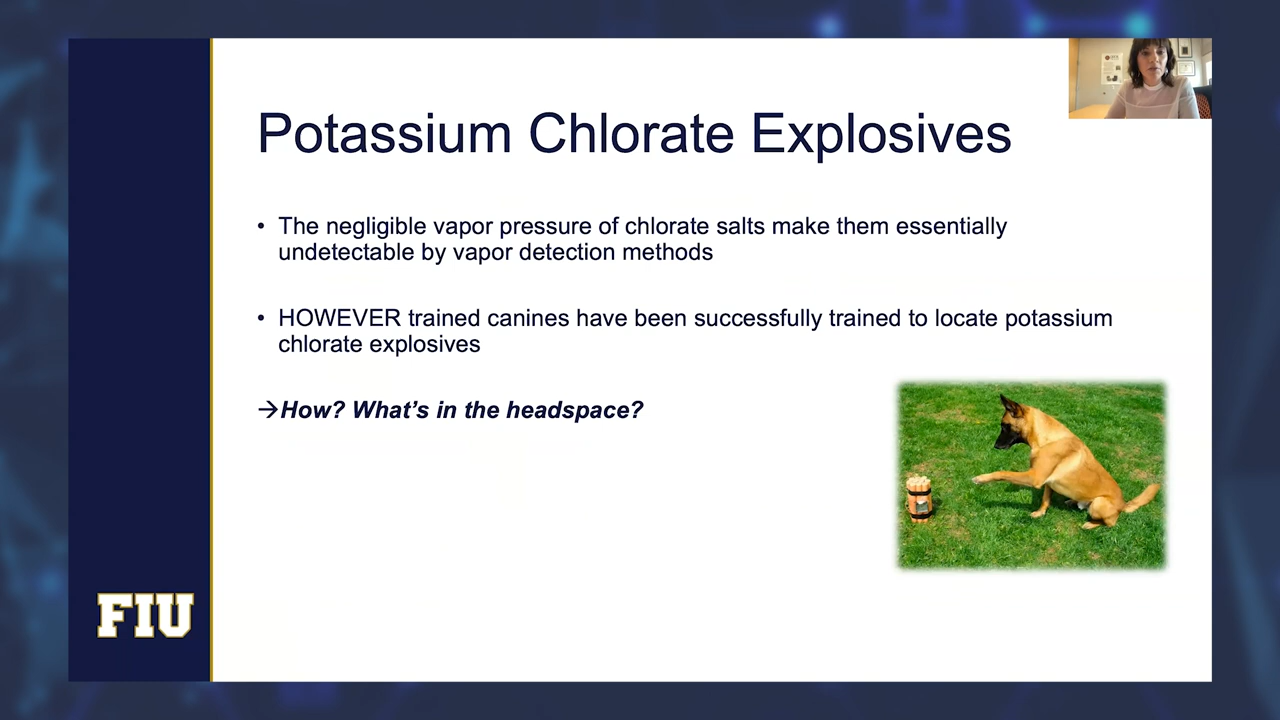 Potassium Chlorate Explosives
• The negligible vapor pressure of chlorate salts make them essentially
undetectable by vapor detection methods
• HOWEVER trained canines have been successfully trained to locate potassium
chlorate explosives
→How? What’s in the headspace?
FIU